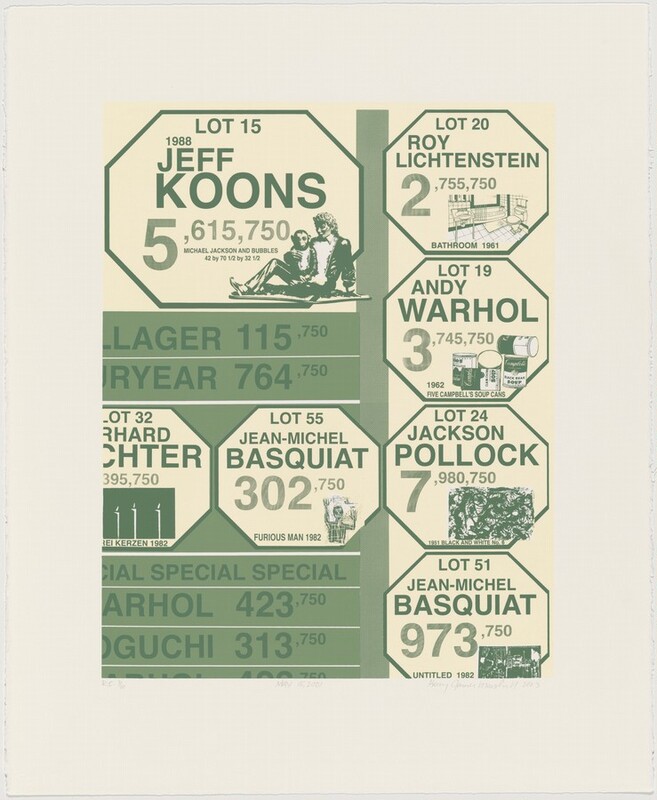 LOT 15
1988
JEFF
KOONS
5,615,750
MICHAEL JACKSON AND BUBBLES
42 by 70 1/2 by 32 1/2
LOT 20
ROY
LICHTENSTEIN
2,755,750
BATHROOM 1961
LOT 19
ANDY
WARHOL
3,745,750
1962
FIVE CAMPBELL'S SOUP CANS
LLAGER 115,750
URYEAR 764,750
LOT 32
RHARD
CHTER
395,750
REI KERZEN 1982
LOT 55
JEAN-MICHEL
BASQUIAT
302,750
FURIOUS MAN 1982
LOT 24
JACKSON
POLLOCK
7,980,750
1951 BLACK AND WHITE No. 6
CIAL SPECIAL SPECIAL
ARHOL 423,750
OGUCHI 313,750
LOT 51
JEAN-MICHEL
BASQUIAT
973,750
UNTITLED 1982